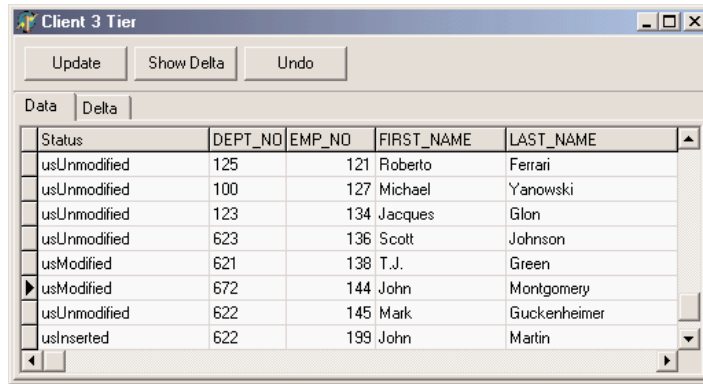 Client 3 Tier
Update Show Delta Undo
Data Delta
Status DEPT_NO EMP_NO FIRST_NAME LAST_NAME
usUnmodified 125 121 Roberto Ferrari
usUnmodified 100 127 Michael Yanowski
usUnmodified 123 134 Jacques Glon
usUnmodified 623 136 Scott Johnson
usModified 621 138 T.J. Green
usModified 672 144 John Montgomery
usUnmodified 622 145 Mark Guckenheimer
usInserted 622 199 John Martin